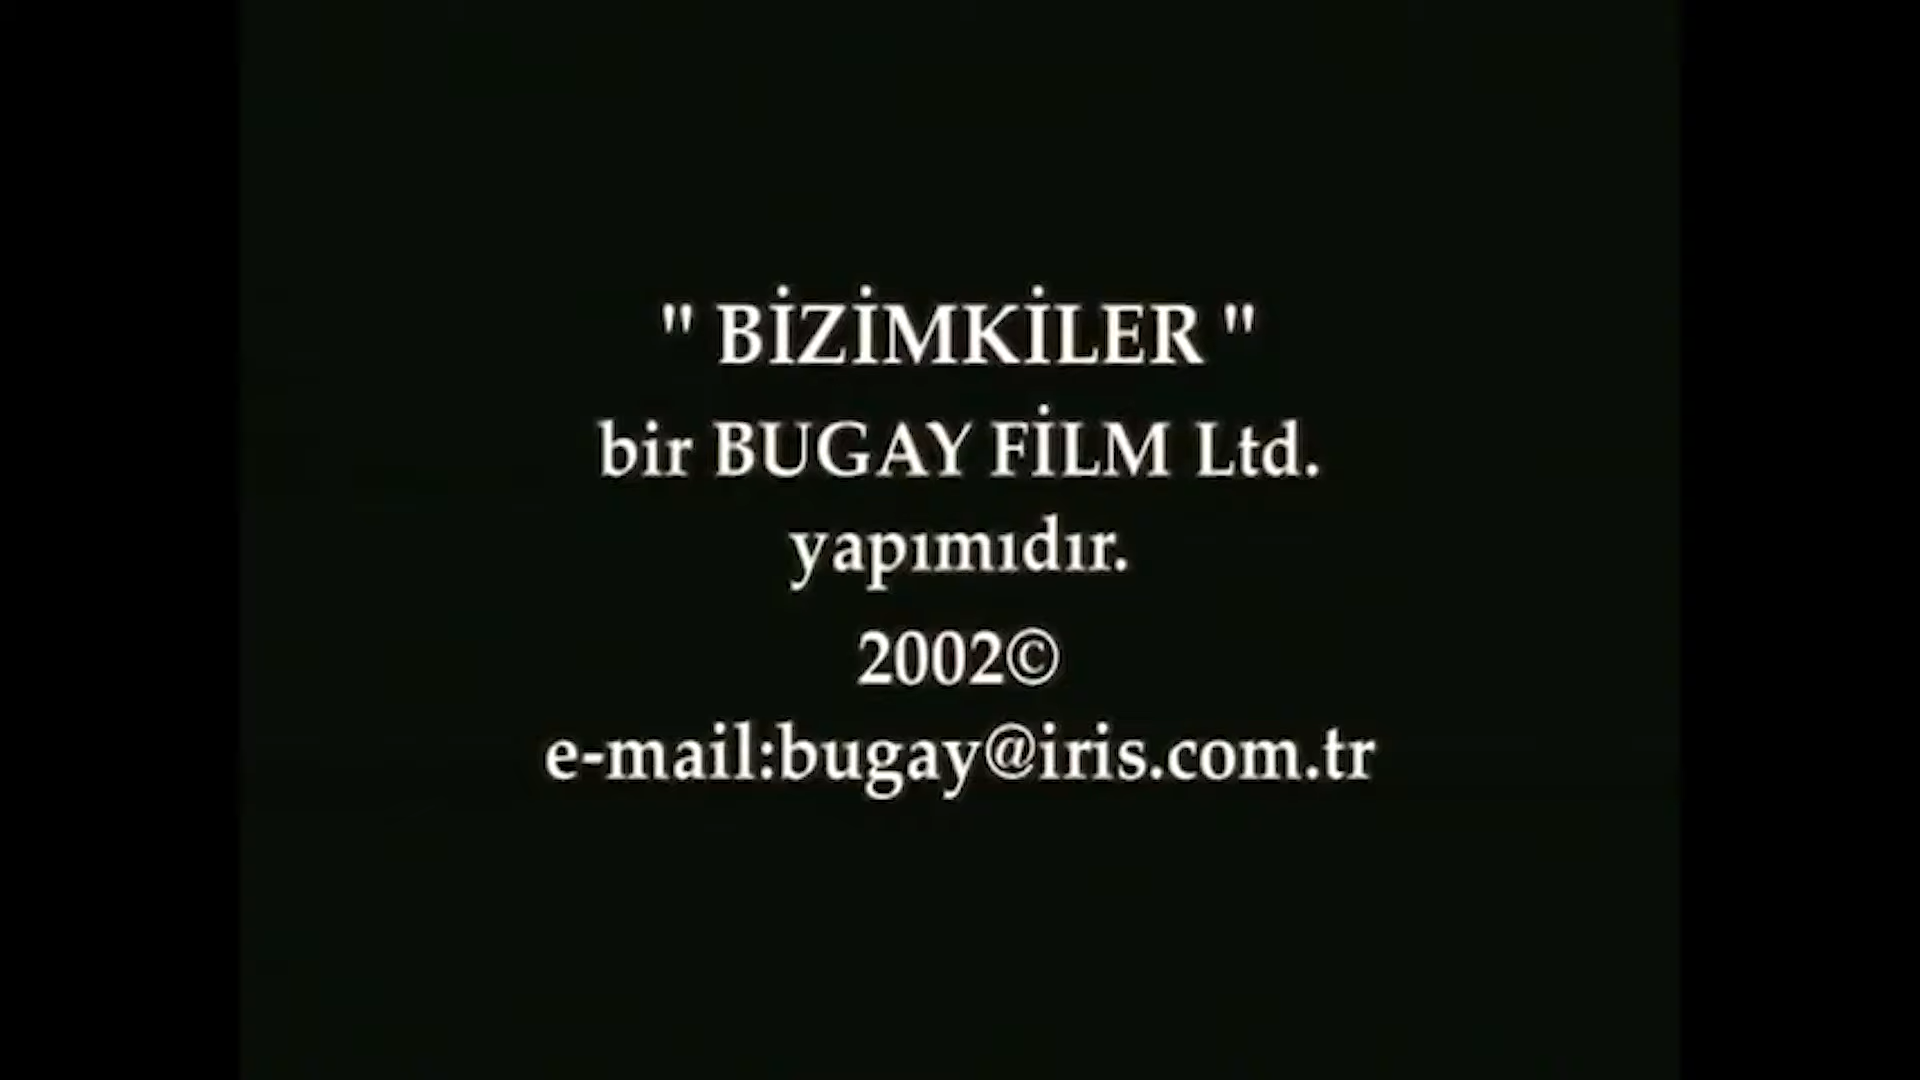 " BİZİMKİLER "
bir BUGAY FİLM Ltd.
yapımıdır.
2002©
e-mail:bugay@iris.com.tr